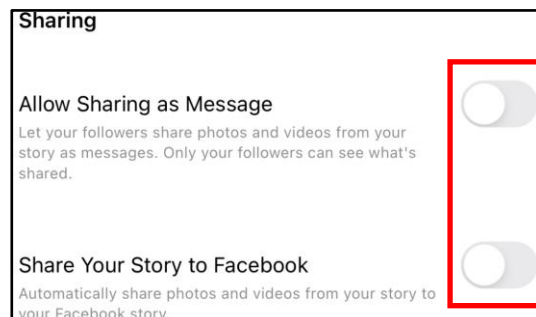 Sharing
Allow Sharing as Message
Let your followers share photos and videos from your
story as messages. Only your followers can see what's
shared.
Share Your Story to Facebook
Automatically share photos and videos from your story to
your Facebook story.